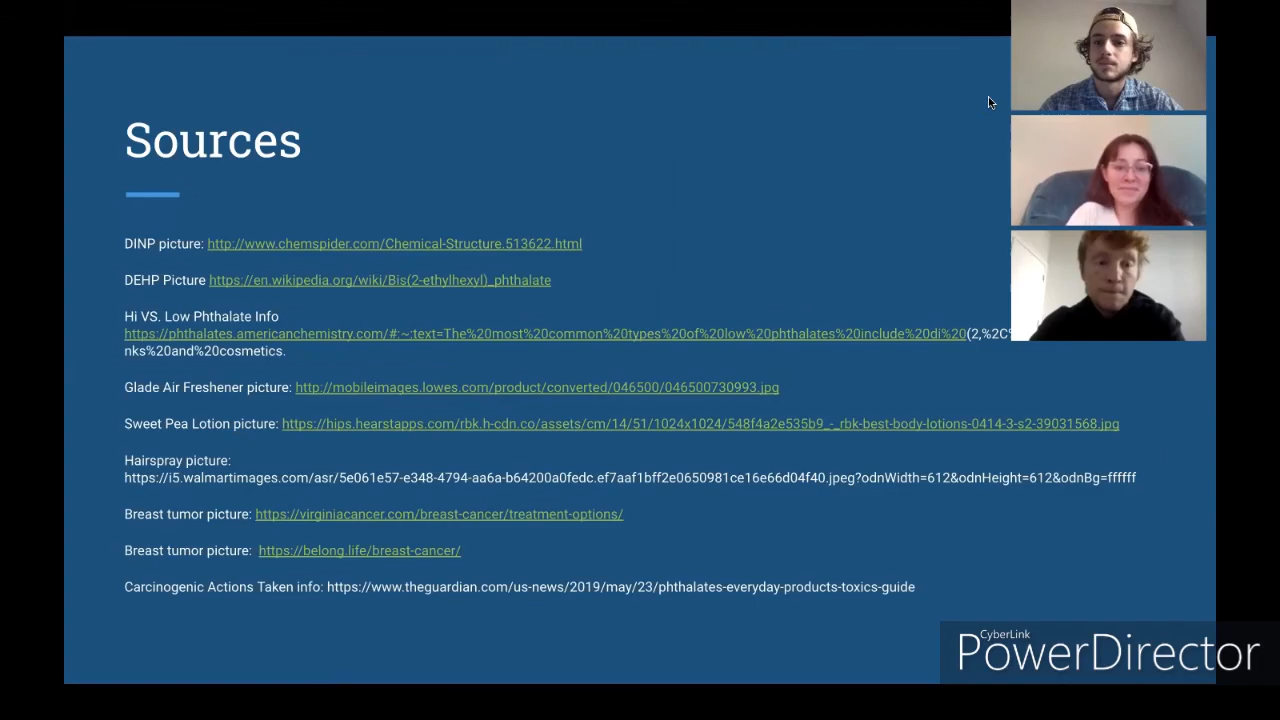 Sources
DINP picture: http://www.chemspider.com/Chemical-Structure.513622.html
DEHP Picture https://en.wikipedia.org/wiki/Bis(2-ethylhexyl)_phthalate
Hi VS. Low Phthalate Info
https://phthalates.americanchemistry.com/#:~:text=The%20most%20common%20types%20of%20low%20phthalates%20include%20di%20(2,%2C
nks%20and%20cosmetics.
Glade Air Freshener picture: http://mobileimages.lowes.com/product/converted/046500/046500730993.jpg
Sweet Pea Lotion picture: https://hips.hearstapps.com/rbk.h-cdn.co/assets/cm/14/51/1024x1024/548f4a2e535b9_-_rbk-best-body-lotions-0414-3-s2-39031568.jpg
Hairspray picture:
https://i5.walmartimages.com/asr/5e061e57-e348-4794-aa6a-b64200a0fedc.ef7aaf1bff2e0650981ce16e66d04f40.jpeg?odnWidth=612&odnHeight=612&odnBg=ffffff
Breast tumor picture: https://virginiacancer.com/breast-cancer/treatment-options/
Breast tumor picture: https://belong.life/breast-cancer/
Carcinogenic Actions Taken info: https://www.theguardian.com/us-news/2019/may/23/phthalates-everyday-products-toxics-guide
CyberLink
PowerDirector